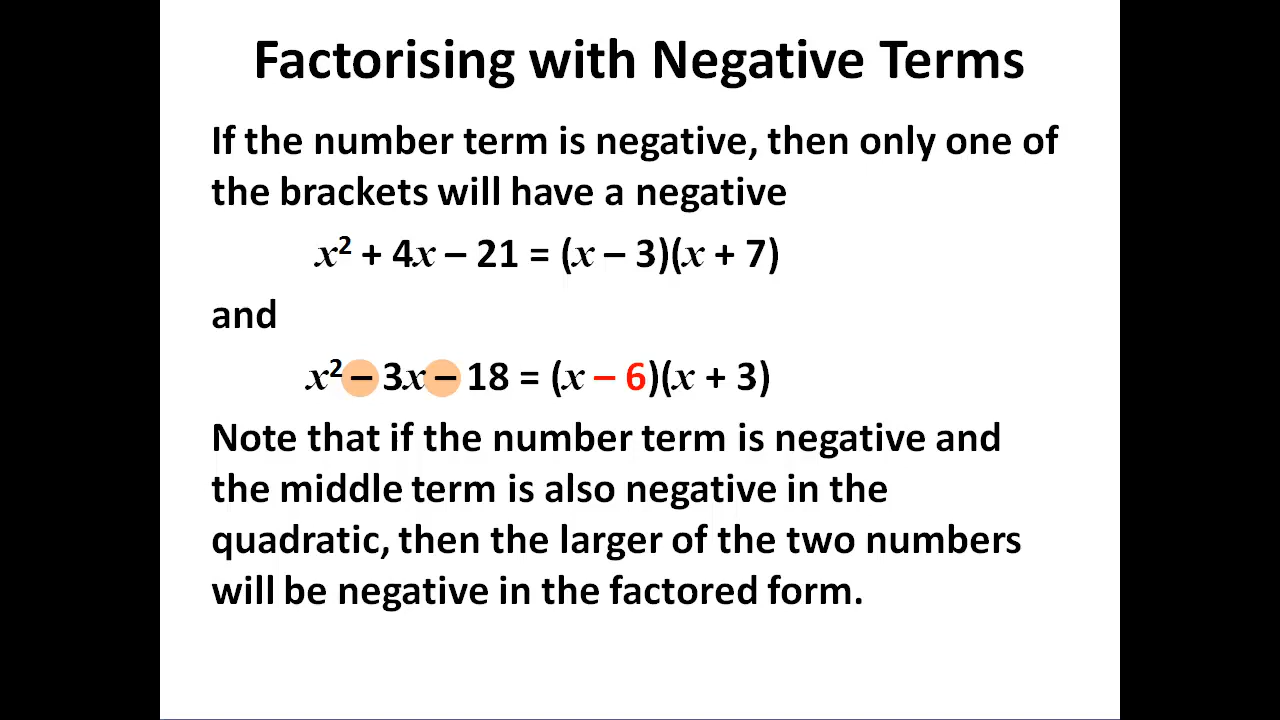 Factorising with Negative Terms
If the number term is negative, then only one of
the brackets will have a negative
x² + 4x – 21 = (x – 3)(x + 7)
and
x² – 3x – 18 = (x – 6)(x + 3)
Note that if the number term is negative and
the middle term is also negative in the
quadratic, then the larger of the two numbers
will be negative in the factored form.